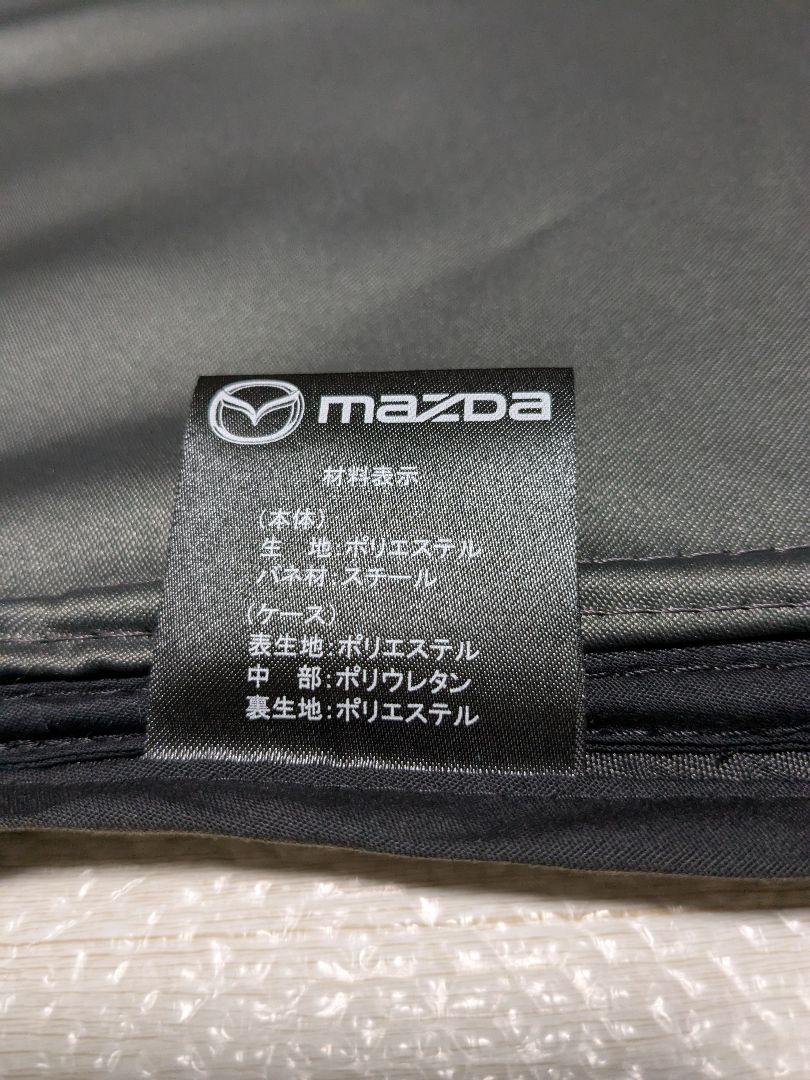 mazda
材料表示
(本体)
生　地:ポリエステル
バネ材:スチール
(ケース)
表生地:ポリエステル
中　部:ポリウレタン
裏生地:ポリエステル